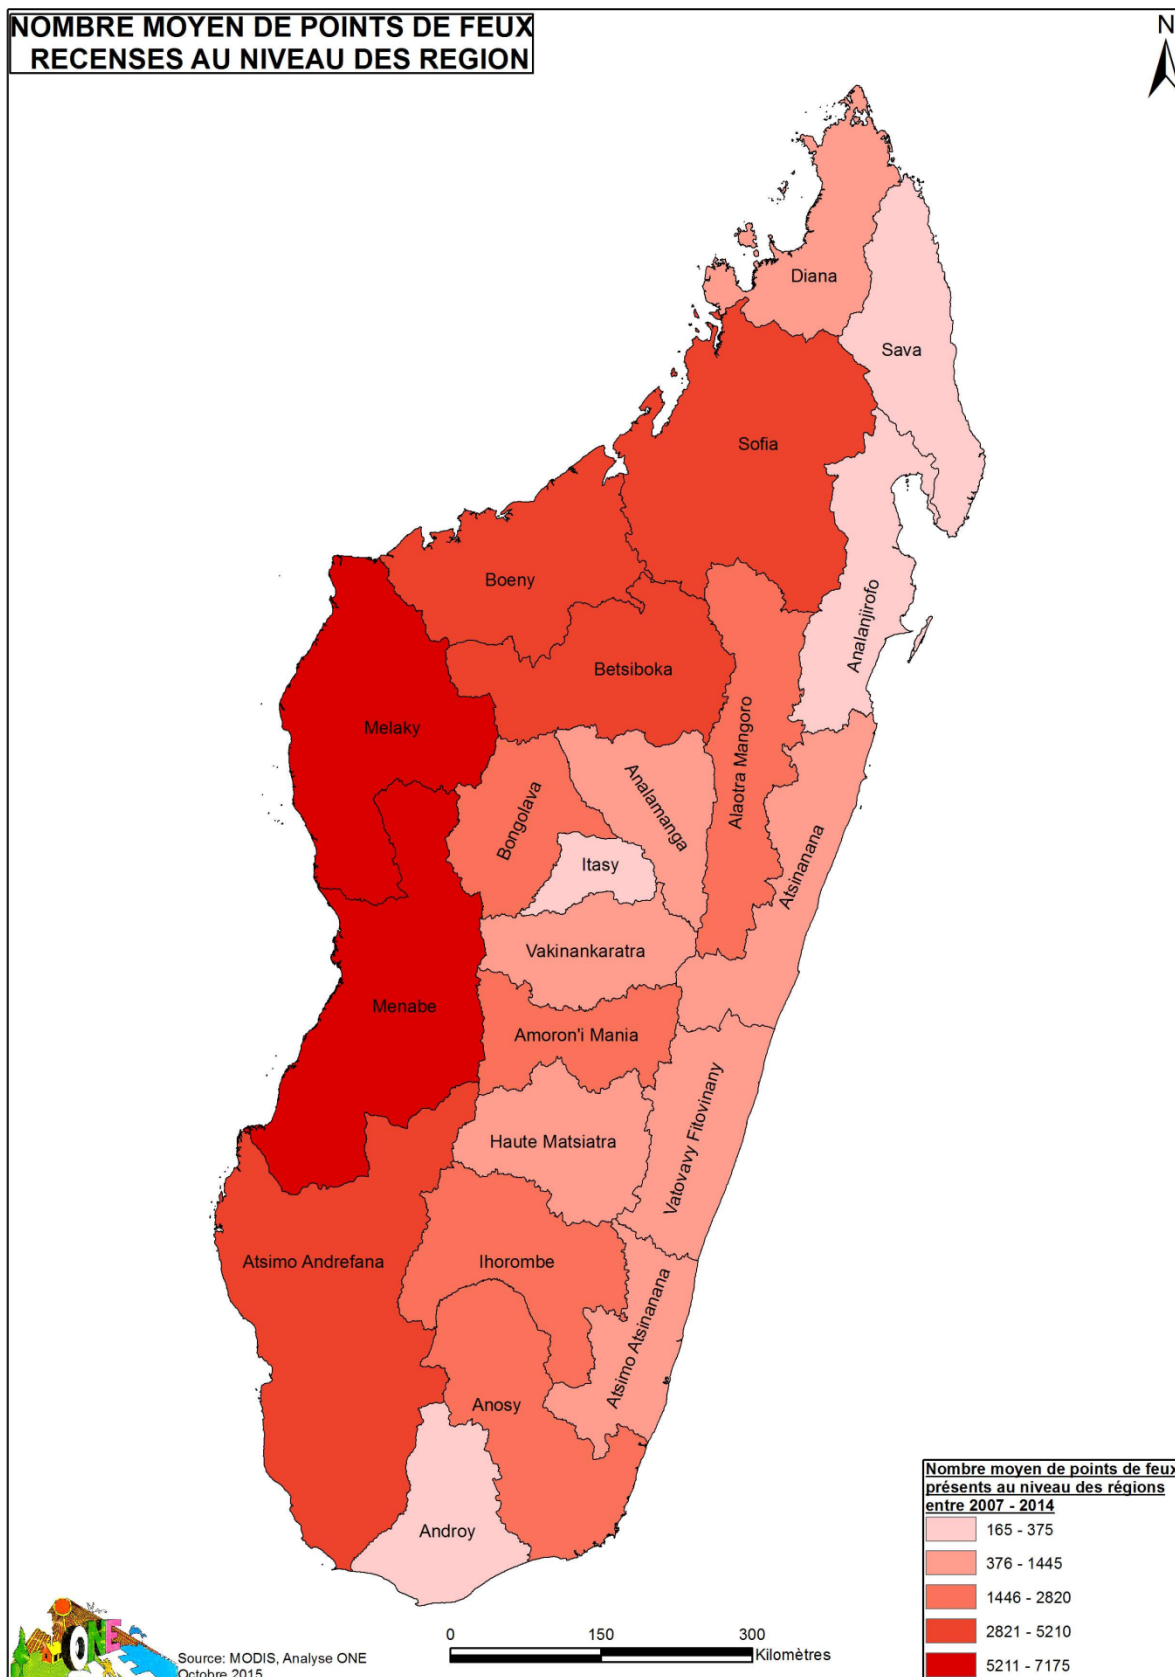 NOMBRE MOYEN DE POINTS DE FEUX
RECENSES AU NIVEAU DES REGION
N
Diana
Sava
Sofia
Boeny
Analanjirofo
Betsiboka
Melaky
Alaotra Mangoro
Analamanga
Bongolava
Atsinanana
Itasy
Vakinankaratra
Menabe
Amoron'i Mania
Haute Matsiatra
Vatovavy Fitovinany
Atsimo Andrefana
Ihorombe
Atsimo Atsinanana
Anosy
Androy
Nombre moyen de points de feux
présents au niveau des régions
entre 2007 - 2014
165 - 375
376 - 1445
1446 - 2820
2821 - 5210
5211 - 7175
ONE
Source: MODIS, Analyse ONE
Octobre 2015
0 150 300
Kilomètres